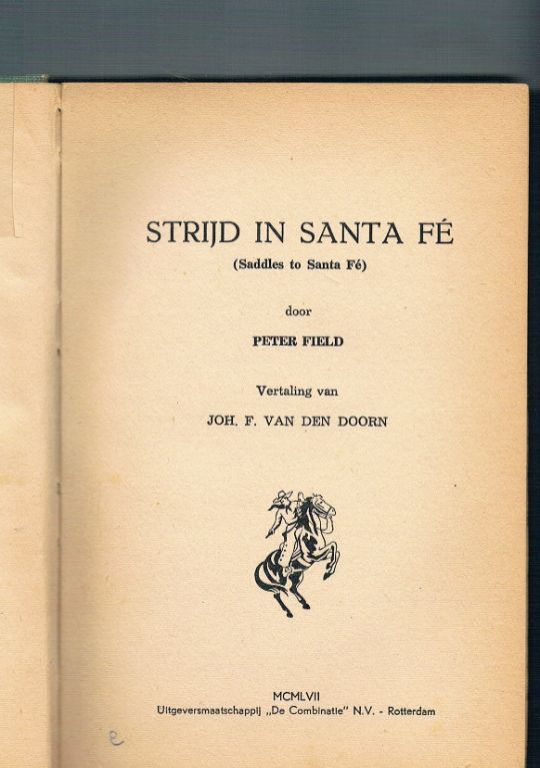 STRIJD IN SANTA FÉ
(Saddles to Santa Fé)
door
PETER FIELD
Vertaling van
JOH. F. VAN DEN DOORN
MCMLVII
Uitgeversmaatschappij „De Combinatie” N.V. - Rotterdam